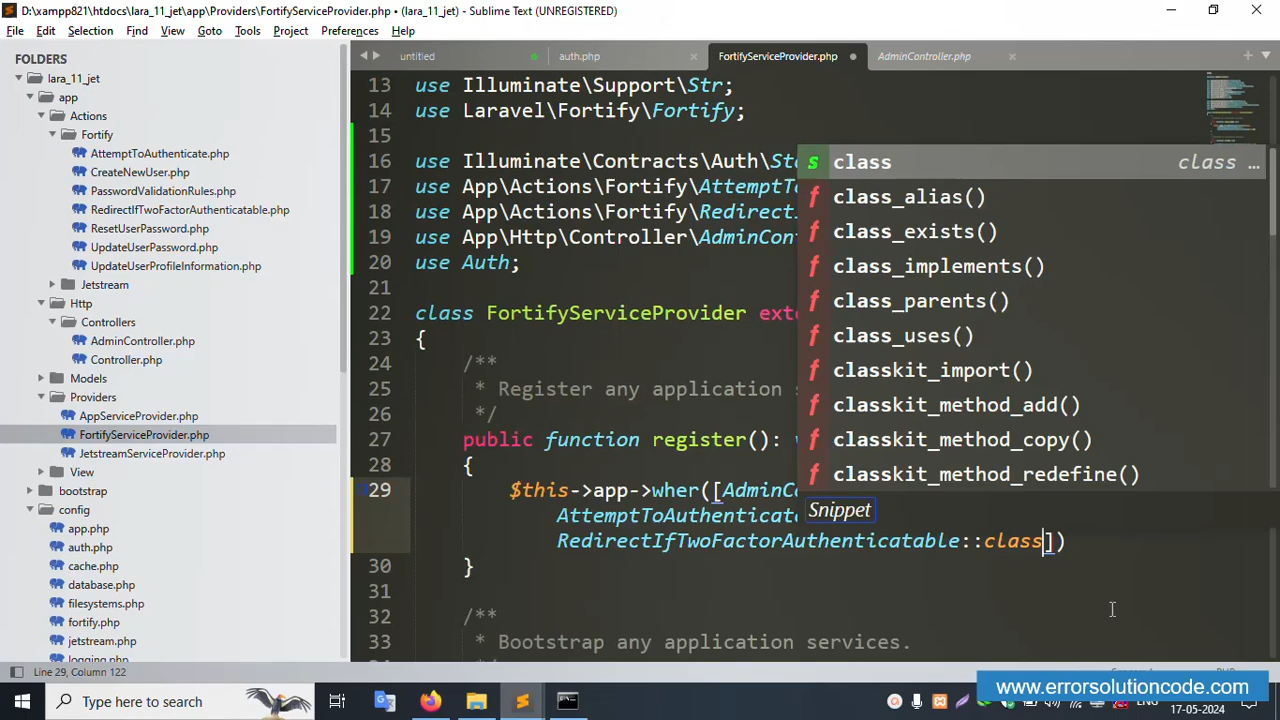 D:\xampp821\htdocs\lara_11_jet\app\Providers\FortifyServiceProvider.php • (lara_11_jet) - Sublime Text (UNREGISTERED)
File Edit Selection Find View Goto Tools Project Preferences Help
FOLDERS
lara_11_jet
app
Actions
Fortify
AttemptToAuthenticate.php
CreateNewUser.php
PasswordValidationRules.php
RedirectIfTwoFactorAuthenticatable.php
ResetUserPassword.php
UpdateUserPassword.php
UpdateUserProfileInformation.php
Jetstream
Http
Controllers
AdminController.php
Controller.php
Models
Providers
AppServiceProvider.php
FortifyServiceProvider.php
JetstreamServiceProvider.php
View
bootstrap
config
app.php
auth.php
cache.php
database.php
filesystems.php
fortify.php
jetstream.php
logging.php
untitled auth.php FortifyServiceProvider.php AdminController.php
13 use Illuminate\Support\Str;
14 use Laravel\Fortify\Fortify;
15
16 use Illuminate\Contracts\Auth\St
17 use App\Actions\Fortify\AttemptT
18 use App\Actions\Fortify\Redirect
19 use App\Http\Controller\AdminCon
20 use Auth;
21
22 class FortifyServiceProvider ext
23 {
24 /**
25 * Register any application s
26 */
27 public function register():
28 {
29 $this->app->wher([AdminC
AttemptToAuthenticat
RedirectIfTwoFactorAuthenticatable::class])
30 }
31
32 /**
33 * Bootstrap any application services.
class class ...
class_alias()
class_exists()
class_implements()
class_parents()
class_uses()
classkit_import()
classkit_method_add()
classkit_method_copy()
classkit_method_redefine()
Snippet
Line 29, Column 122
Type here to search
ENG
17-05-2024
www.errorsolutioncode.com